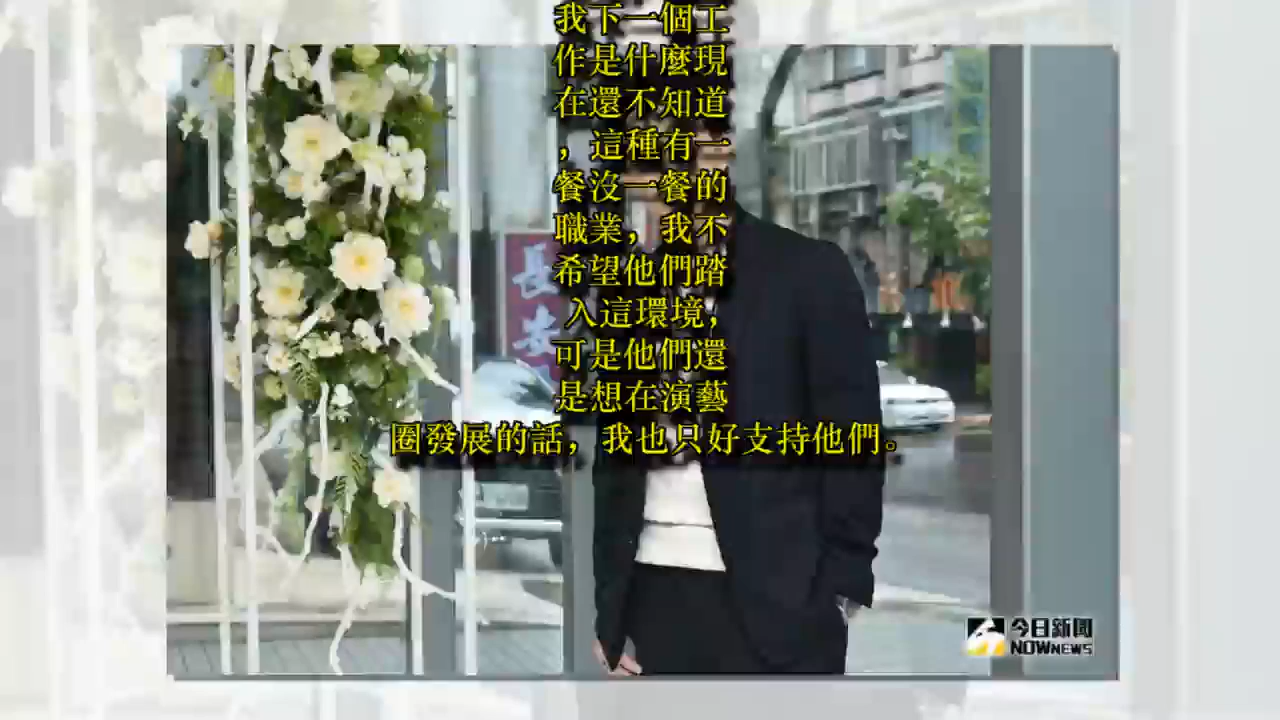 我下一個工
作是什麼現
在還不知道
，這種有一
餐沒一餐的
職業，我不
希望他們踏
入這環境，
可是他們還
是想在演藝
圈發展的話，我也只好支持他們。
長安
今日新聞
NOWNEWS